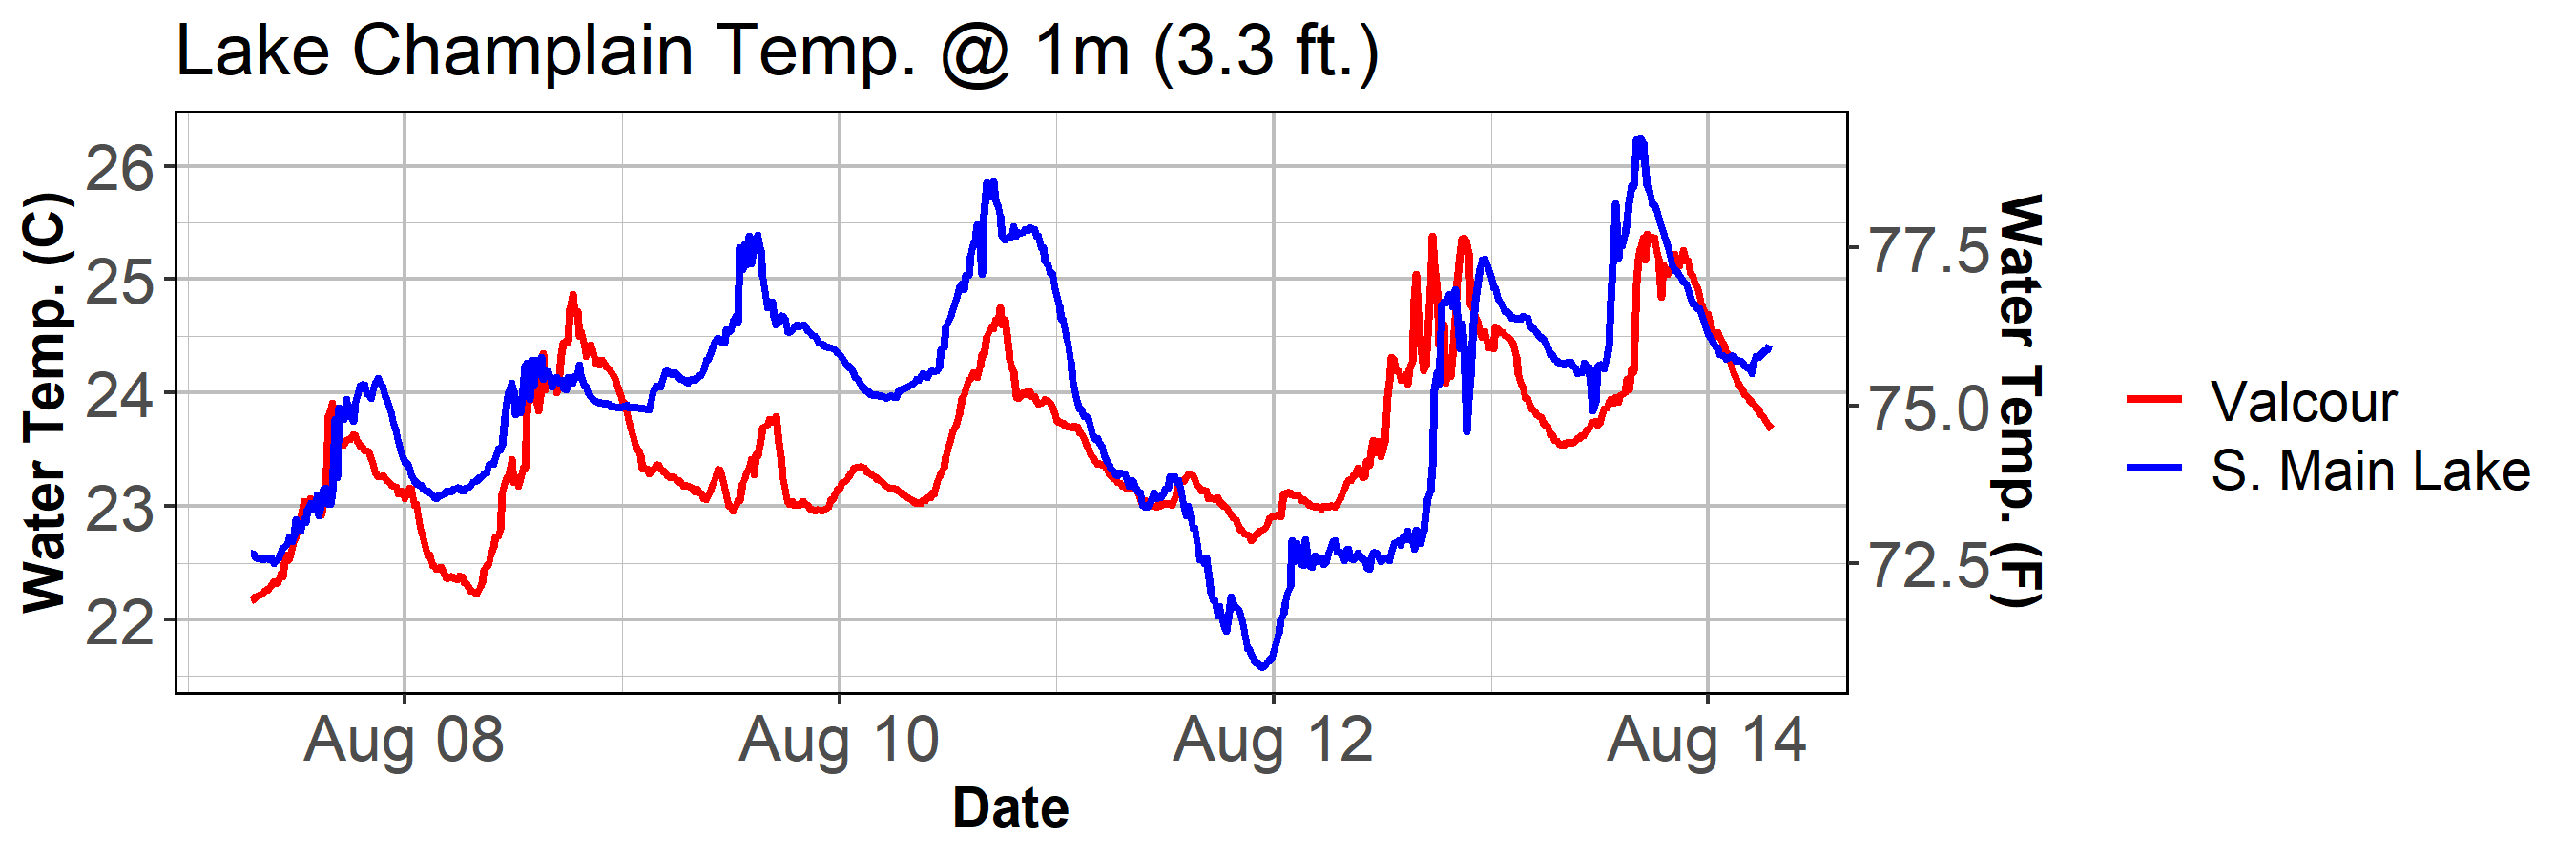 Lake Champlain Temp. @ 1m (3.3 ft.)
Water Temp. (C)
26
25
24
23
22
77.5
75.0
72.5
Water Temp. (F)
Aug 08
Aug 10
Aug 12
Aug 14
Date
Valcour
S. Main Lake